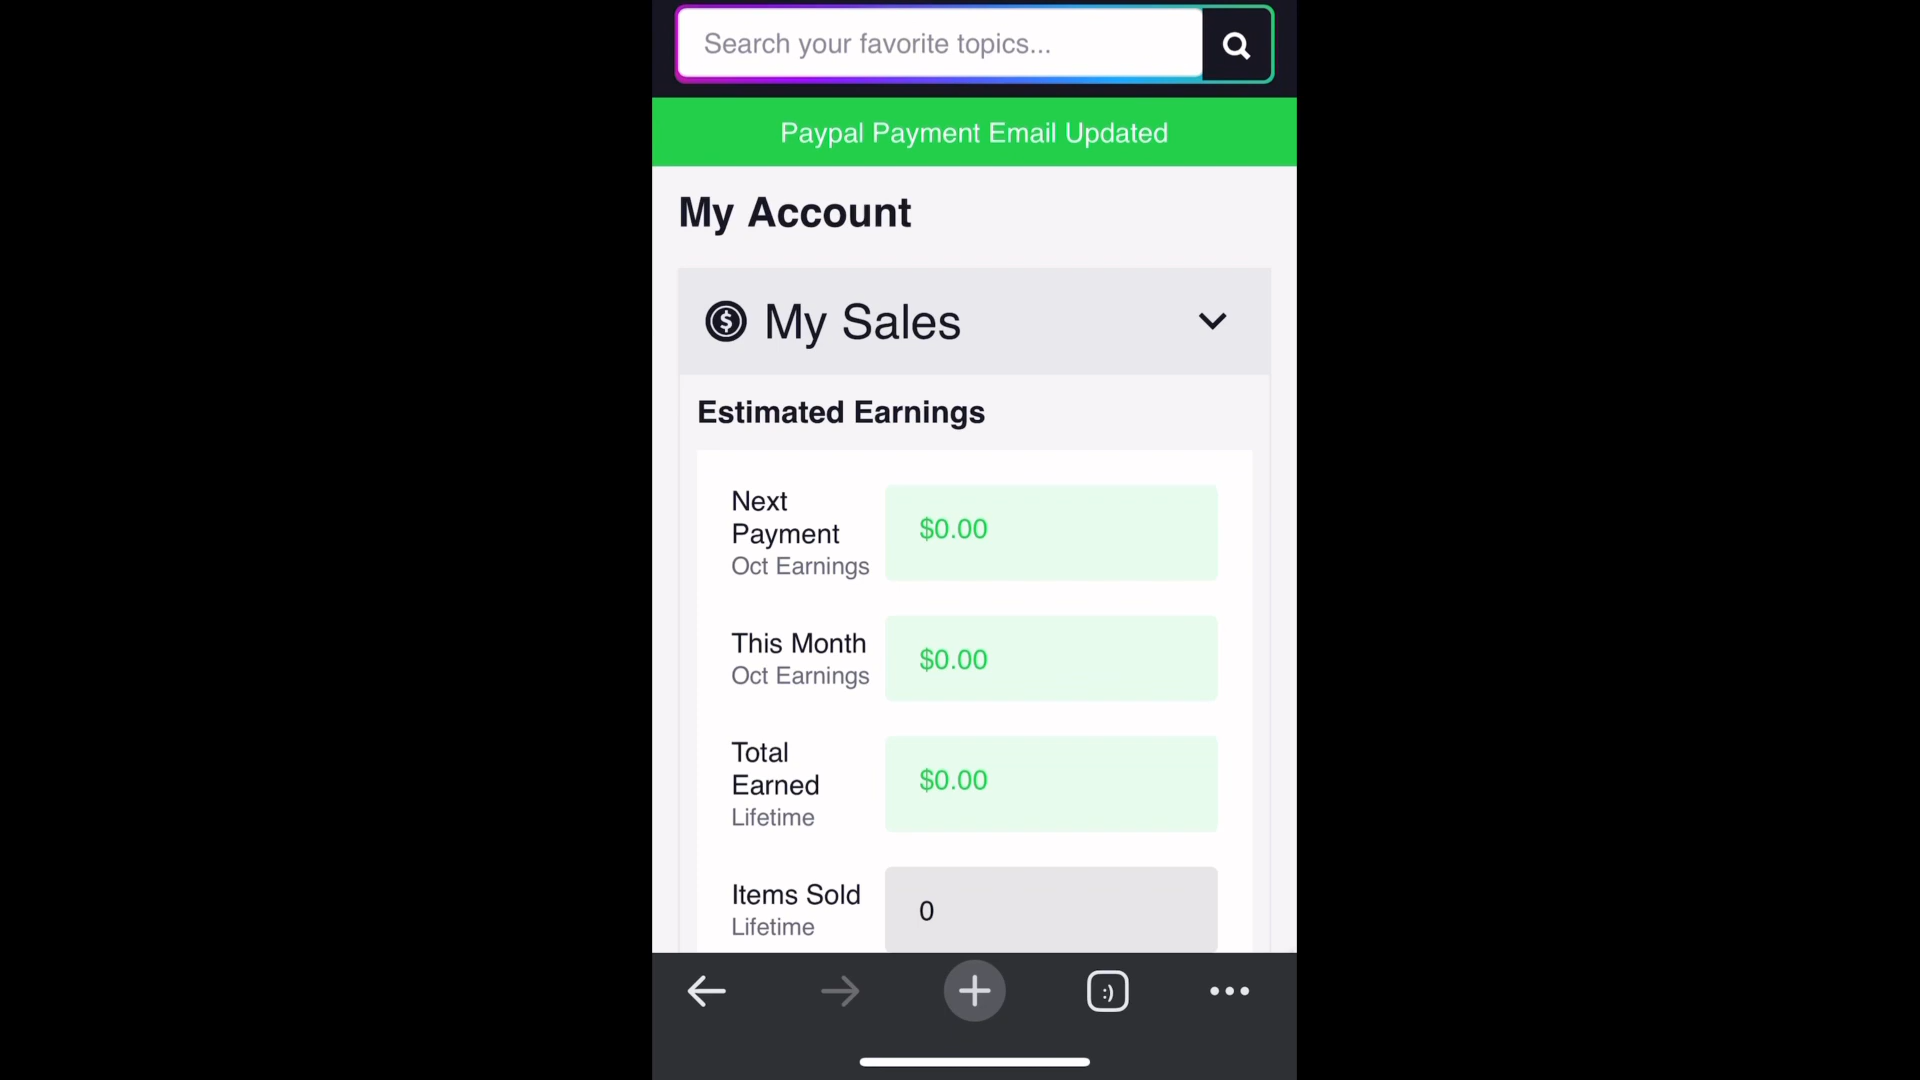 Search your favorite topics...
Paypal Payment Email Updated
My Account
$ My Sales
Estimated Earnings
Next
Payment
Oct Earnings
$0.00
This Month
Oct Earnings
$0.00
Total
Earned
Lifetime
$0.00
Items Sold
Lifetime
0
:)